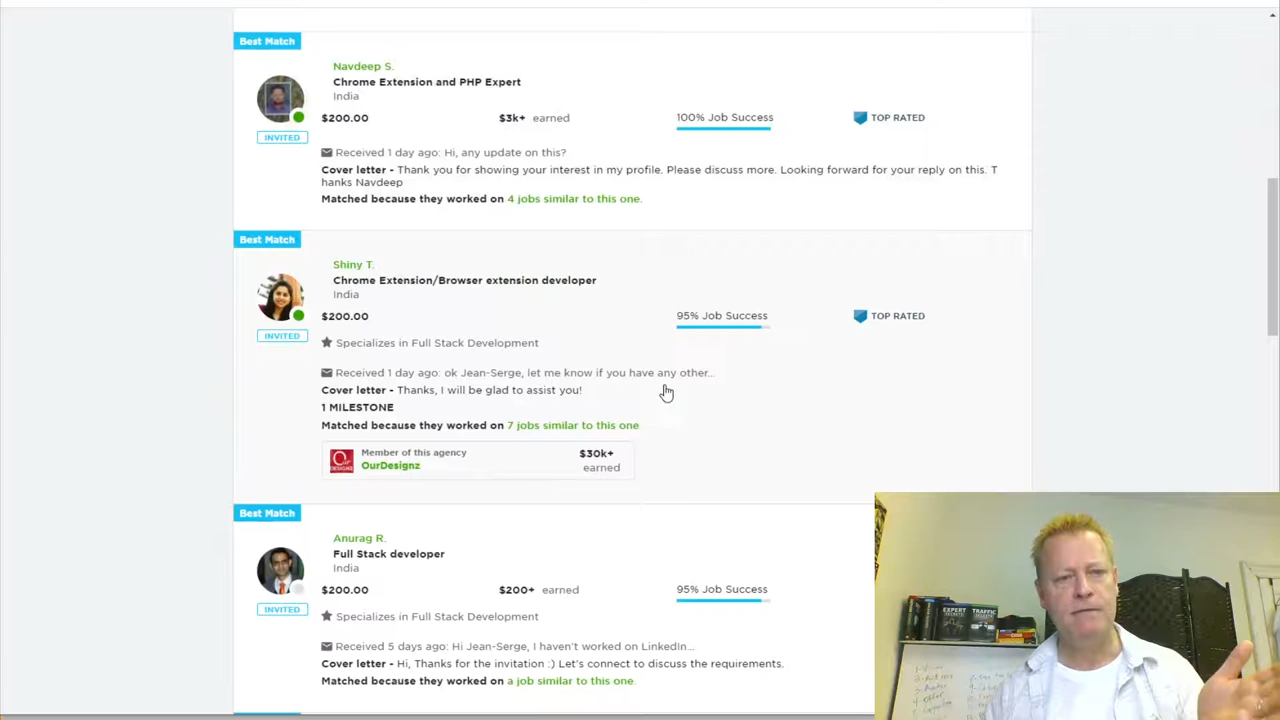 Best Match
Navdeep S.
Chrome Extension and PHP Expert
India
$200.00 $3k+ earned 100% Job Success TOP RATED
INVITED
Received 1 day ago: Hi, any update on this?
Cover letter - Thank you for showing your interest in my profile. Please discuss more. Looking forward for your reply on this. T
hanks Navdeep
Matched because they worked on 4 jobs similar to this one.
Best Match
Shiny T.
Chrome Extension/Browser extension developer
India
$200.00 95% Job Success TOP RATED
INVITED
Specializes in Full Stack Development
Received 1 day ago: ok Jean-Serge, let me know if you have any other...
Cover letter - Thanks, I will be glad to assist you!
1 MILESTONE
Matched because they worked on 7 jobs similar to this one
Member of this agency $30k+
OurDesignz earned
Best Match
Anurag R.
Full Stack developer
India
$200.00 $200+ earned 95% Job Success
INVITED
Specializes in Full Stack Development
Received 5 days ago: Hi Jean-Serge, I haven't worked on LinkedIn...
Cover letter - Hi, Thanks for the invitation :) Let's connect to discuss the requirements.
Matched because they worked on a job similar to this one.
EXPERT
SECRETS
TRAFFIC
SECRETS